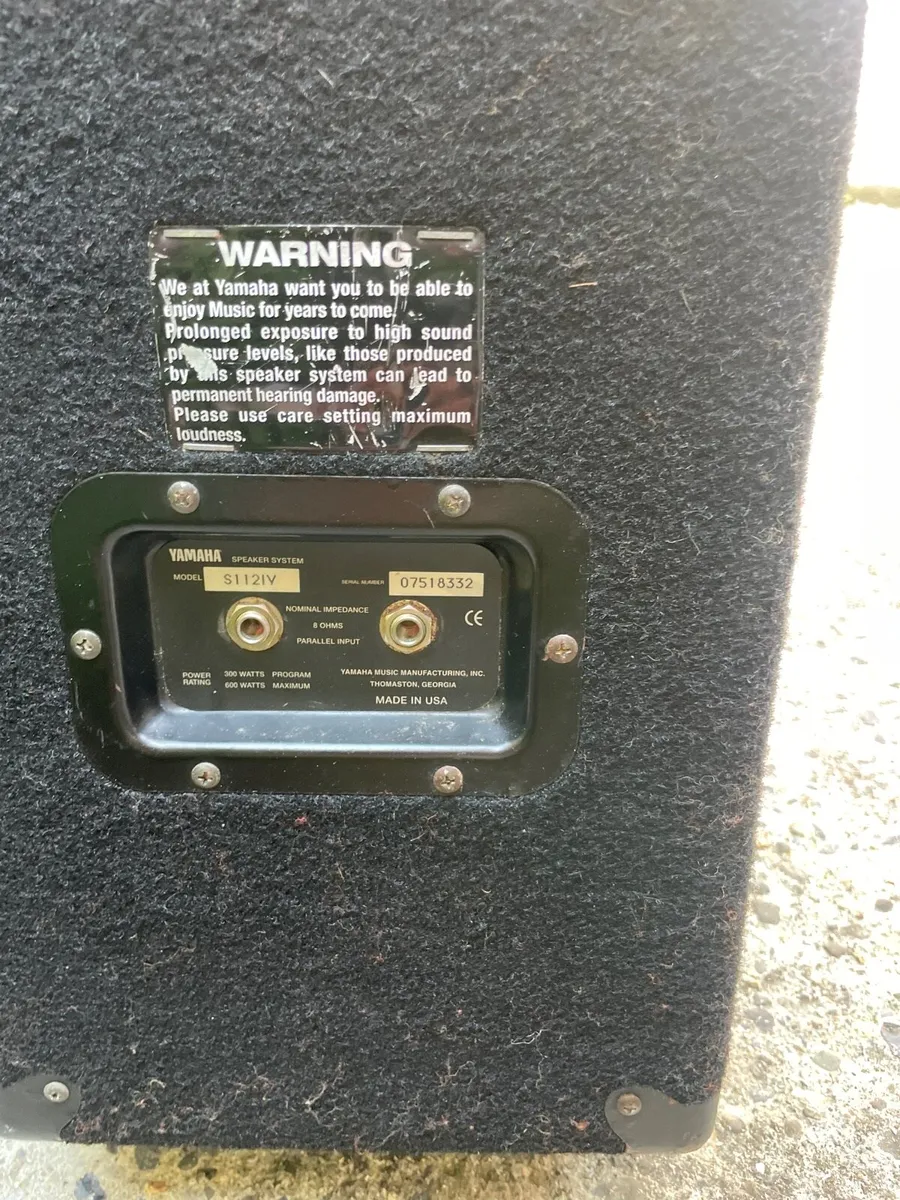 WARNING
We at Yamaha want you to be able to
enjoy Music for years to come.
Prolonged exposure to high sound
pressure levels, like those produced
by this speaker system can lead to
permanent hearing damage.
Please use care setting maximum
loudness.
YAMAHA SPEAKER SYSTEM
MODEL S112IV SERIAL NUMBER 07518332
NOMINAL IMPEDANCE
8 OHMS
PARALLEL INPUT
CE
POWER RATING 300 WATTS PROGRAM
600 WATTS MAXIMUM
YAMAHA MUSIC MANUFACTURING, INC.
THOMASTON, GEORGIA
MADE IN USA